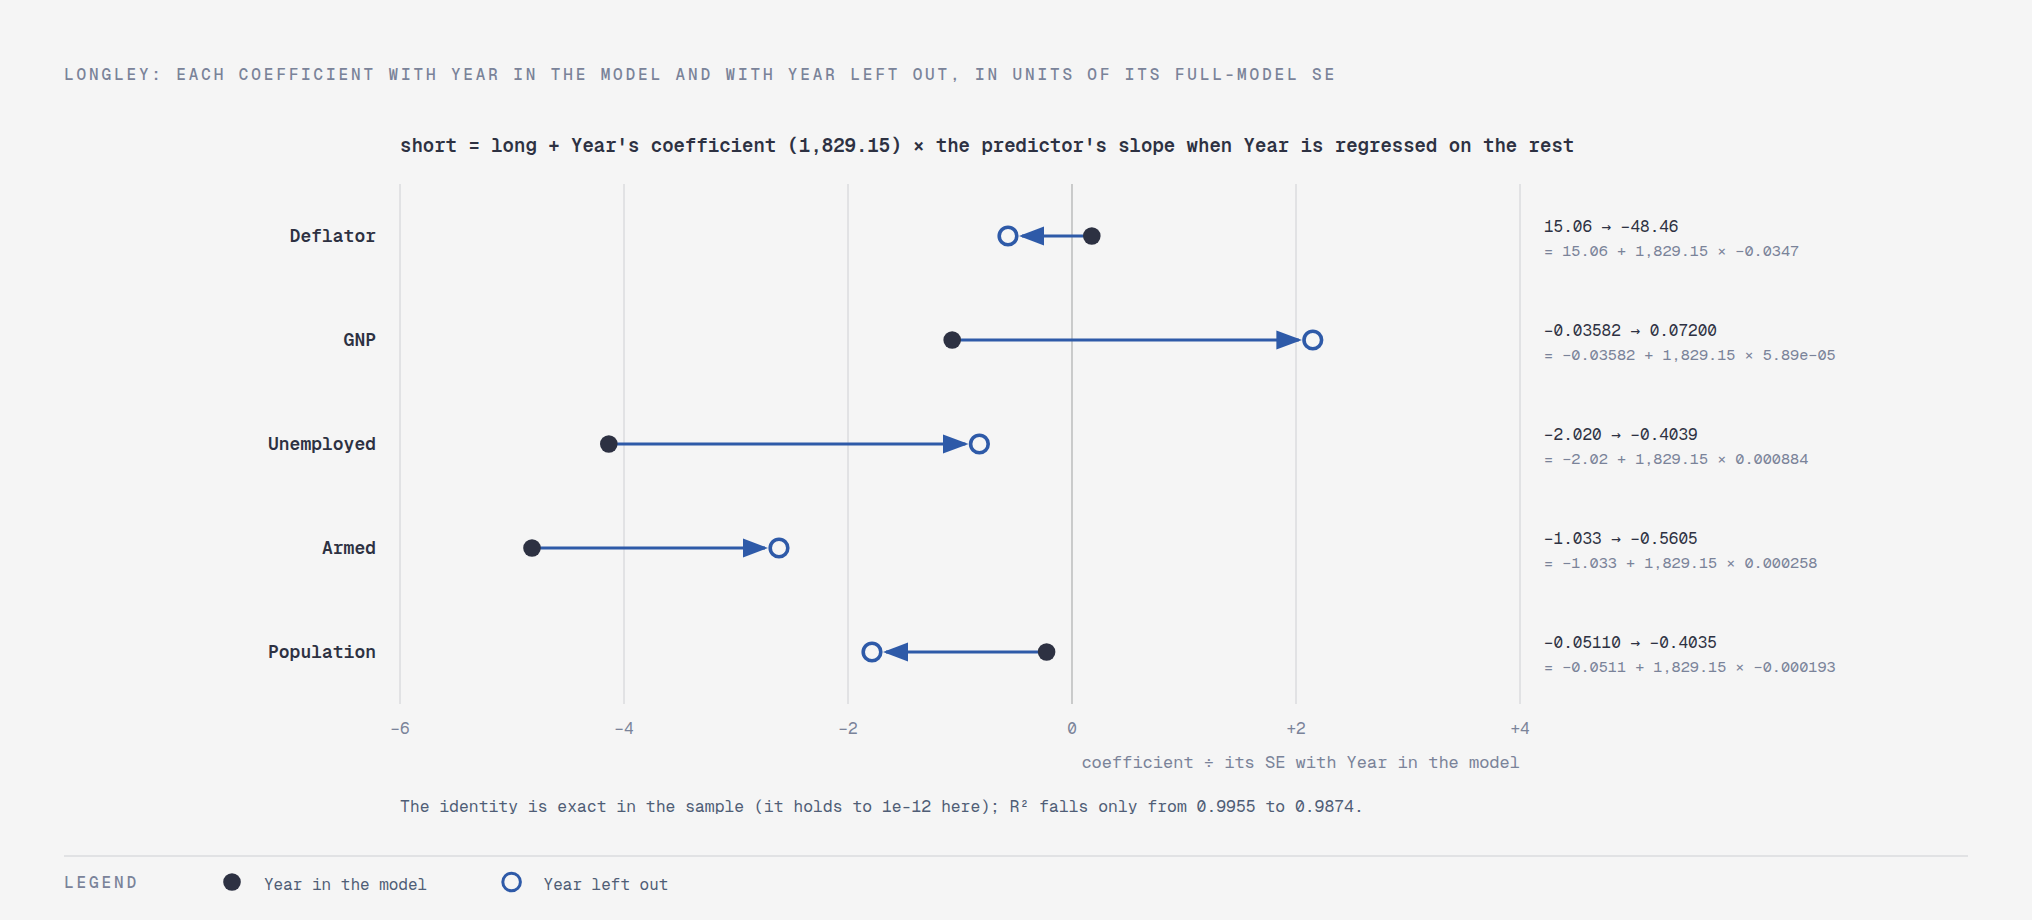 LONGLEY: EACH COEFFICIENT WITH YEAR IN THE MODEL AND WITH YEAR LEFT OUT, IN UNITS OF ITS FULL-MODEL SE
short = long + Year's coefficient (1,829.15) × the predictor's slope when Year is regressed on the rest
Deflator
15.06 → −48.46
= 15.06 + 1,829.15 × −0.0347
GNP
−0.03582 → 0.07200
= −0.03582 + 1,829.15 × 5.89e−05
Unemployed
−2.020 → −0.4039
= −2.02 + 1,829.15 × 0.000884
Armed
−1.033 → −0.5605
= −1.033 + 1,829.15 × 0.000258
Population
−0.05110 → −0.4035
= −0.0511 + 1,829.15 × −0.000193
−6 −4 −2 0 +2 +4
coefficient ÷ its SE with Year in the model
The identity is exact in the sample (it holds to 1e-12 here); R² falls only from 0.9955 to 0.9874.
LEGEND Year in the model Year left out